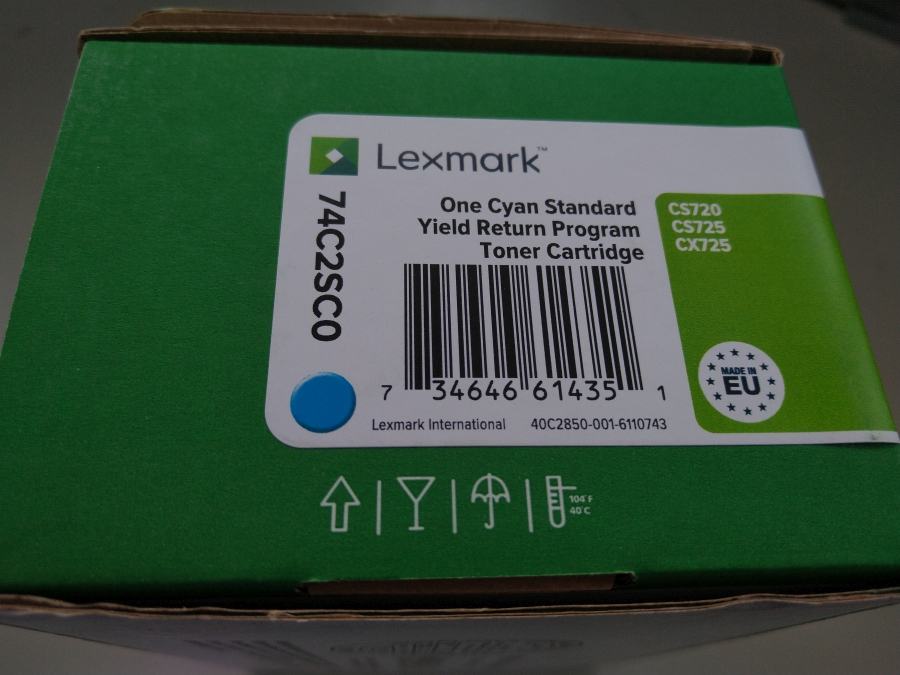 Lexmark™
74C2SC0
One Cyan Standard
Yield Return Program
Toner Cartridge
CS720
CS725
CX725
7 34646 61435 1
MADE IN
EU
Lexmark International 40C2850-001-6110743
104°F
40°C